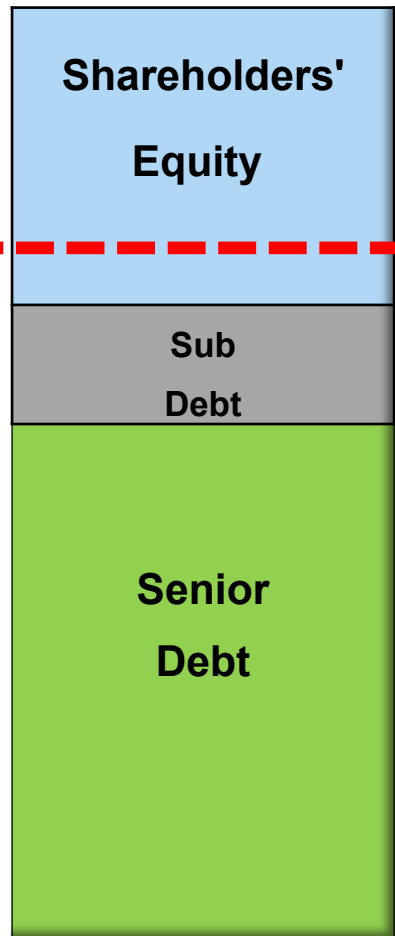 Shareholders'
Equity
Sub
Debt
Senior
Debt